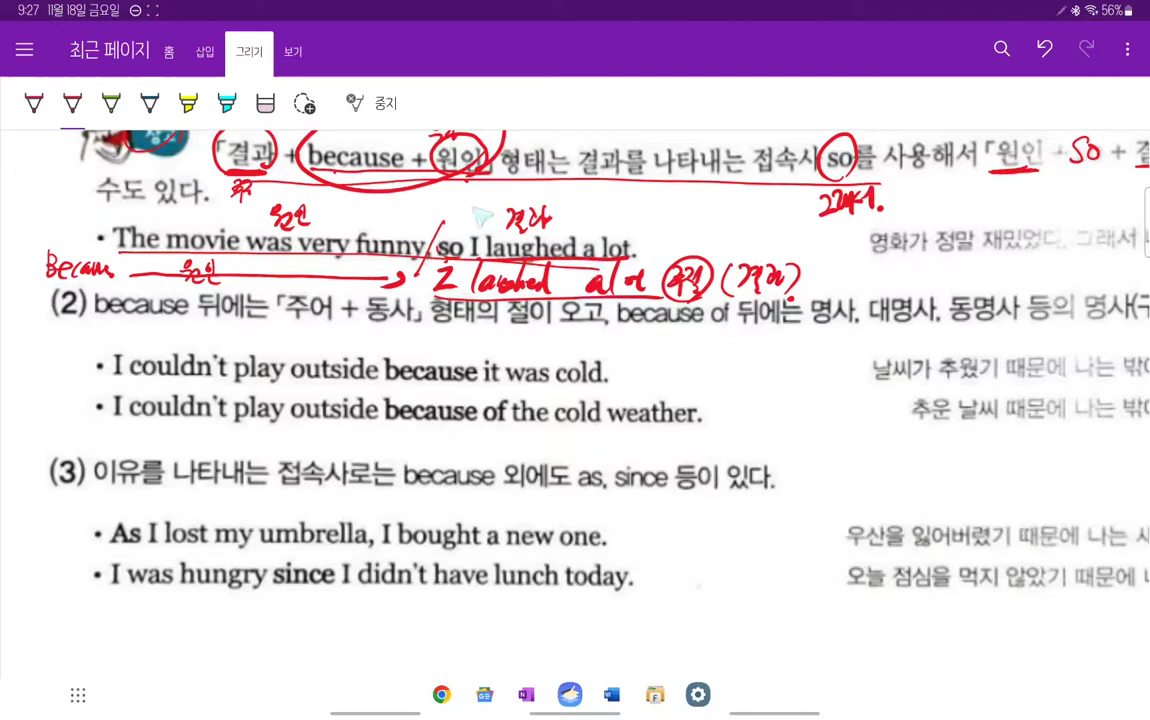 9:27 11월 18일 금요일 56%
최근 페이지 홈 삽입 그리기 보기
중지
「결과 + because + 원인」 형태는 결과를 나타내는 접속사 so를 사용해서 「원인 + so +
주 그래서.
수도 있다.
원인 결과
• The movie was very funny, so I laughed a lot. 영화가 정말 재밌었다. 그래서
원인 I laughed a lot 주절 (결과)
(2) because 뒤에는 「주어 + 동사」 형태의 절이 오고, because of 뒤에는 명사, 대명사, 동명사 등의 명사(구
• I couldn't play outside because it was cold. 날씨가 추웠기 때문에 나는 밖에
• I couldn't play outside because of the cold weather. 추운 날씨 때문에 나는 밖에
(3) 이유를 나타내는 접속사로는 because 외에도 as, since 등이 있다.
• As I lost my umbrella, I bought a new one. 우산을 잃어버렸기 때문에 나는 새
• I was hungry since I didn't have lunch today. 오늘 점심을 먹지 않았기 때문에